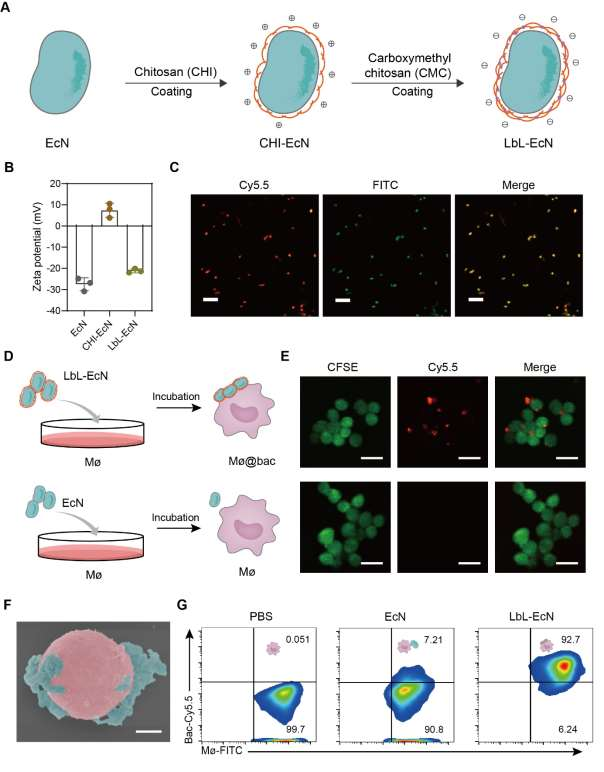 A
Chitosan (CHI)
Coating
Carboxymethyl
chitosan (CMC)
Coating
EcN
CHI-EcN
LbL-EcN
B
Zeta potential (mV)
20
10
0
-10
-20
-30
-40
EcN
CHI-EcN
LbL-EcN
C
Cy5.5
FITC
Merge
D
LbL-EcN
Incubation
Mø
Mø@bac
EcN
Incubation
Mø
Mø
E
CFSE
Cy5.5
Merge
F
G
PBS
EcN
LbL-EcN
0.051
7.21
92.7
99.7
90.8
6.24
Bac-Cy5.5
Mø-FITC